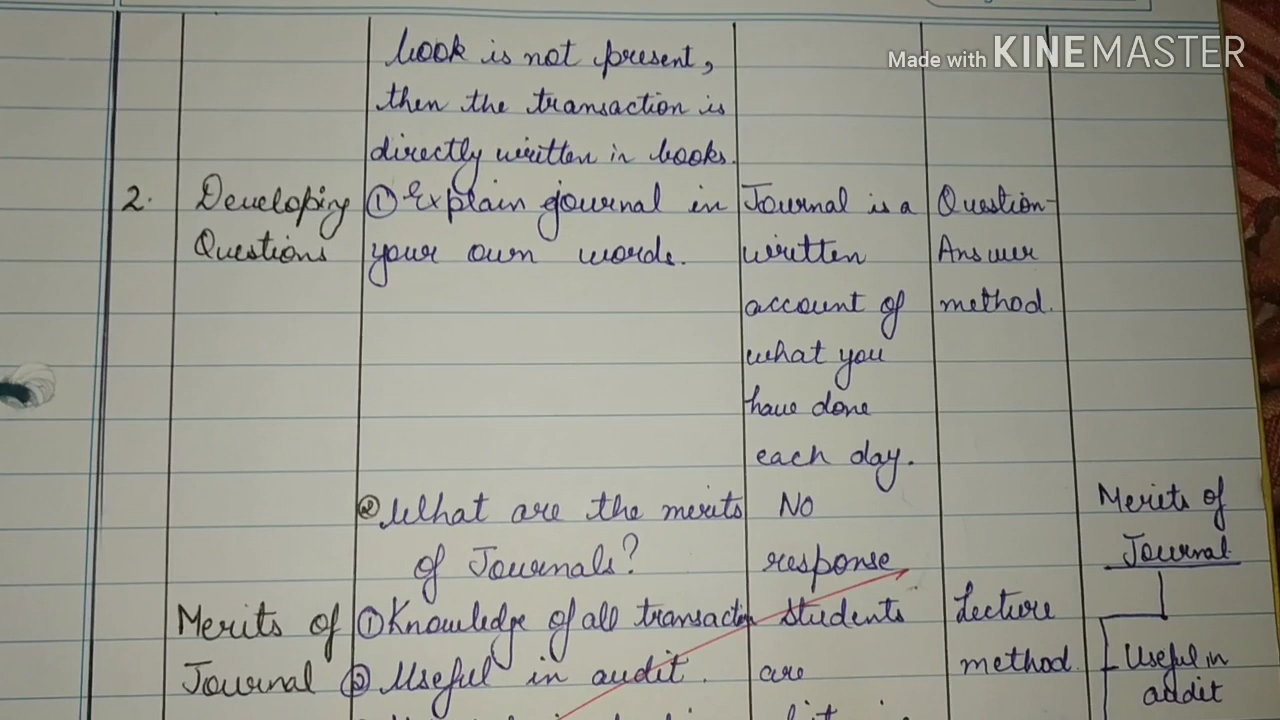 Made with KINEMASTER
book is not present,
then the transaction is
directly written in books.
2. Developing ① Explain journal in Journal is a Question-
Questions your own words. written Answer
account of method.
what you
have done
each day.
② What are the merits No Merits of
of Journals? response Journal
Merits of ① Knowledge of all transaction students Lecture
Journal ② Useful in audit. are method. Useful in
audit